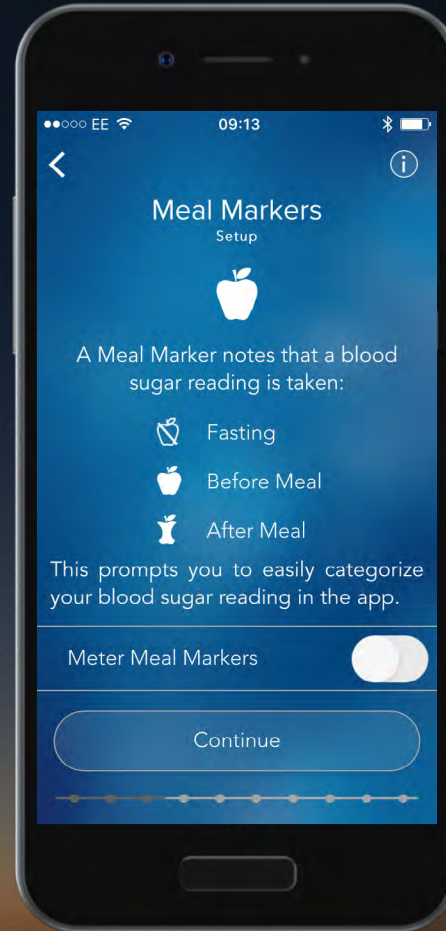 EE 09:13
Meal Markers
Setup
A Meal Marker notes that a blood
sugar reading is taken:
Fasting
Before Meal
After Meal
This prompts you to easily categorize
your blood sugar reading in the app.
Meter Meal Markers
Continue